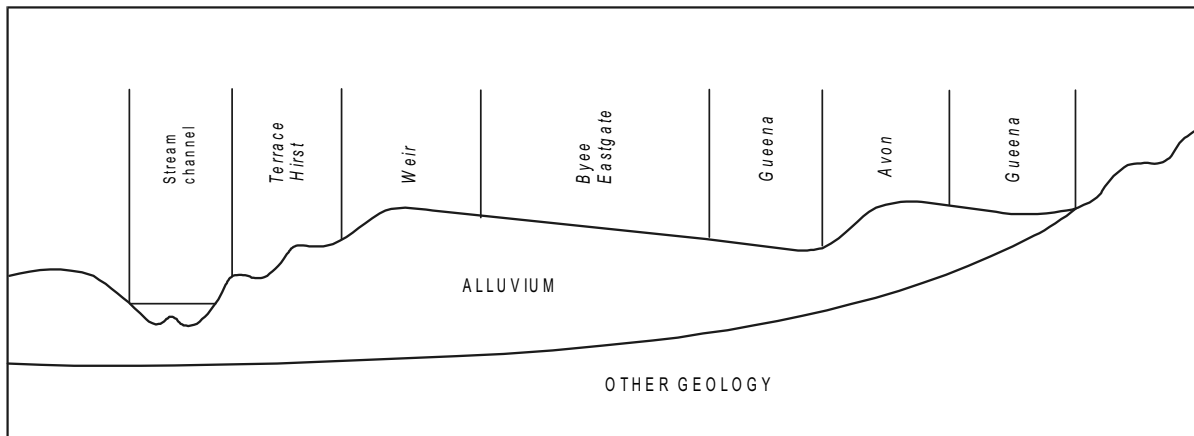 Stream
channel
Terrace
Hirst
Weir
Byee
Eastgate
Gueena
Avon
Gueena
ALLUVIUM
OTHER GEOLOGY